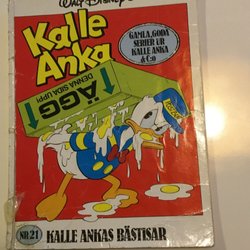 WALT DISNEY'S
Kalle
Anka
GAMLA, GODA
SERIER UR
KALLE ANKA
& C:o
ÄGG
DENNA SIDA UPP!
NR 21
KALLE ANKAS BÄSTISAR